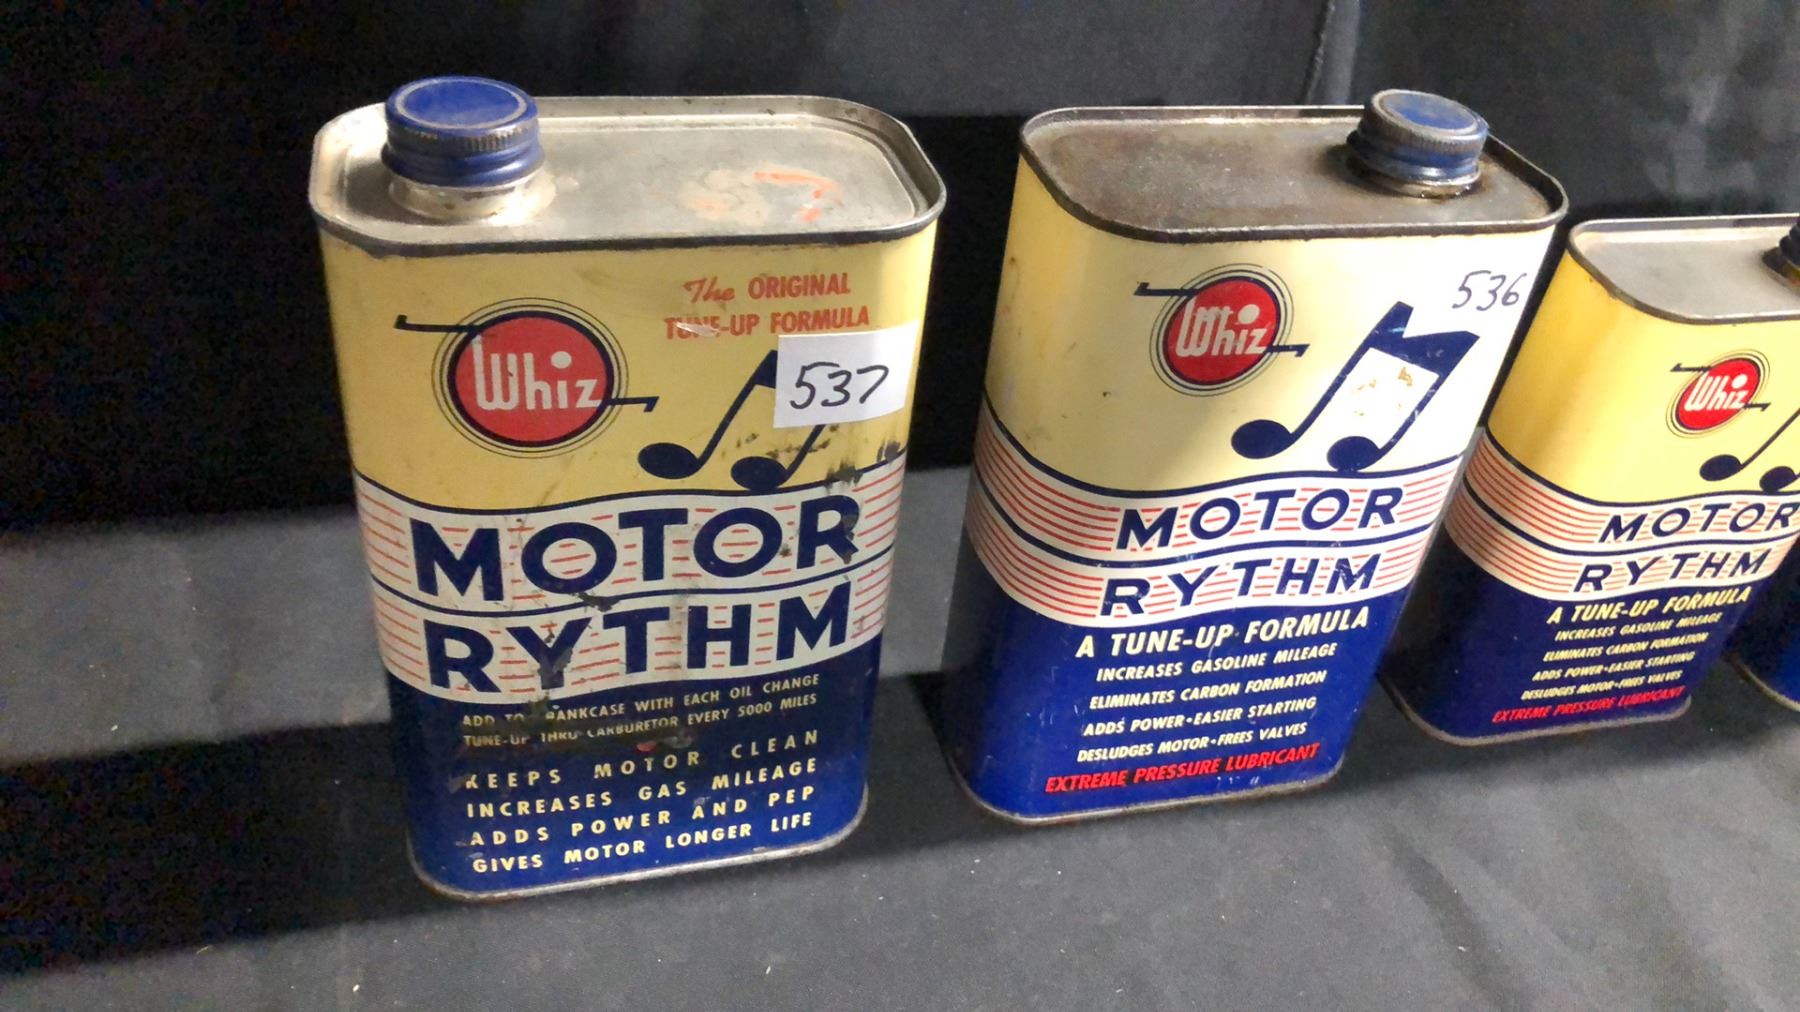 The ORIGINAL
TUNE-UP FORMULA
Whiz
537
MOTOR
RYTHM
ADD TO CRANKCASE WITH EACH OIL CHANGE
TUNE-UP THRU CARBURETOR EVERY 5000 MILES
KEEPS MOTOR CLEAN
INCREASES GAS MILEAGE
ADDS POWER AND PEP
GIVES MOTOR LONGER LIFE
536
Whiz
MOTOR
RYTHM
A TUNE-UP FORMULA
INCREASES GASOLINE MILEAGE
ELIMINATES CARBON FORMATION
ADDS POWER•EASIER STARTING
DESLUDGES MOTOR•FREES VALVES
EXTREME PRESSURE LUBRICANT
Whiz
MOTOR
RYTHM
A TUNE-UP FORMULA
INCREASES GASOLINE MILEAGE
ELIMINATES CARBON FORMATION
ADDS POWER•EASIER STARTING
DESLUDGES MOTOR•FREES VALVES
EXTREME PRESSURE LUBRICANT